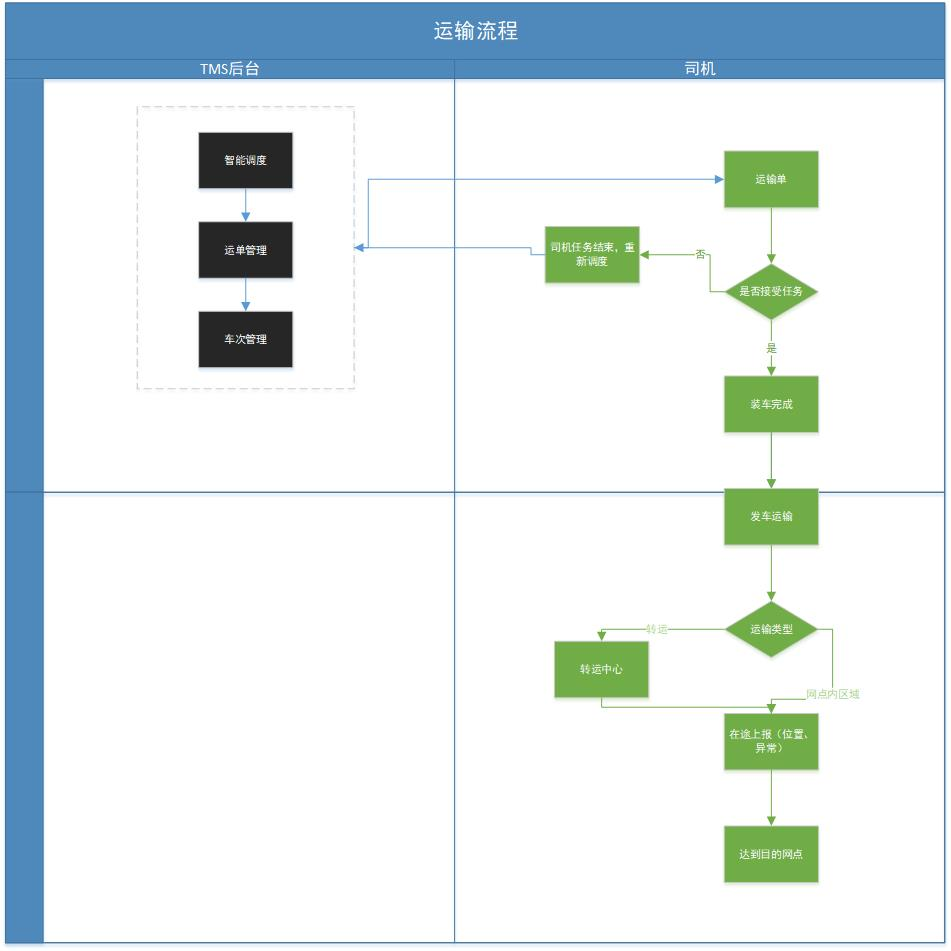 运输流程
TMS后台
司机
智能调度
运单管理
车次管理
运输单
司机任务结束，重
新调度
否
是否接受任务
是
装车完成
发车运输
运输类型
转运
转运中心
网点内区域
在途上报（位置、
异常）
达到目的网点